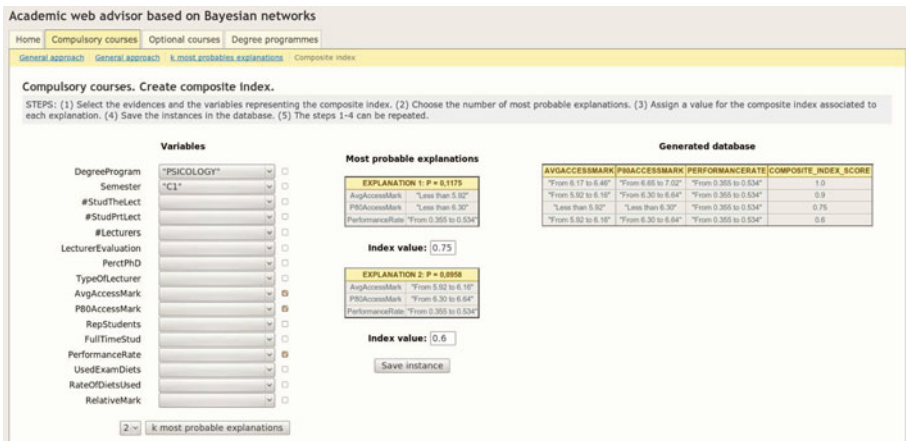 Academic web advisor based on Bayesian networks
Home Compulsory courses Optional courses Degree programmes
General approach General approach k most probables explanations Composite index
Compulsory courses. Create composite index.
STEPS: (1) Select the evidences and the variables representing the composite index. (2) Choose the number of most probable explanations. (3) Assign a value for the composite index associated to
each explanation. (4) Save the instances in the database. (5) The steps 1-4 can be repeated.
Variables
DegreeProgram "PSICOLOGY"
Semester "C1"
#StudTheLect
#StudPrtLect
#Lecturers
LecturerEvaluation
PerctPhD
TypeOfLecturer
AvgAccessMark
P80AccessMark
RepStudents
FullTimeStud
PerformanceRate
UsedExamDiets
RateOfDietsUsed
RelativeMark
2 k most probable explanations
Most probable explanations
EXPLANATION 1: P = 0,1175
AvgAccessMark "Less than 5.92"
P80AccessMark "Less than 6.30"
PerformanceRate "From 0.355 to 0.534"
Index value: 0.75
EXPLANATION 2: P = 0,0958
AvgAccessMark "From 5.92 to 6.16"
P80AccessMark "From 6.30 to 6.64"
PerformanceRate "From 0.355 to 0.534"
Index value: 0.6
Save instance
Generated database
AVGACCESSMARK P80ACCESSMARK PERFORMANCERATE COMPOSITE_INDEX_SCORE
"From 6.17 to 6.46" "From 6.65 to 7.02" "From 0.355 to 0.534" 1.0
"From 5.92 to 6.16" "From 6.30 to 6.64" "From 0.355 to 0.534" 0.9
"Less than 5.92" "Less than 6.30" "From 0.355 to 0.534" 0.75
"From 5.92 to 6.16" "From 6.30 to 6.64" "From 0.355 to 0.534" 0.6